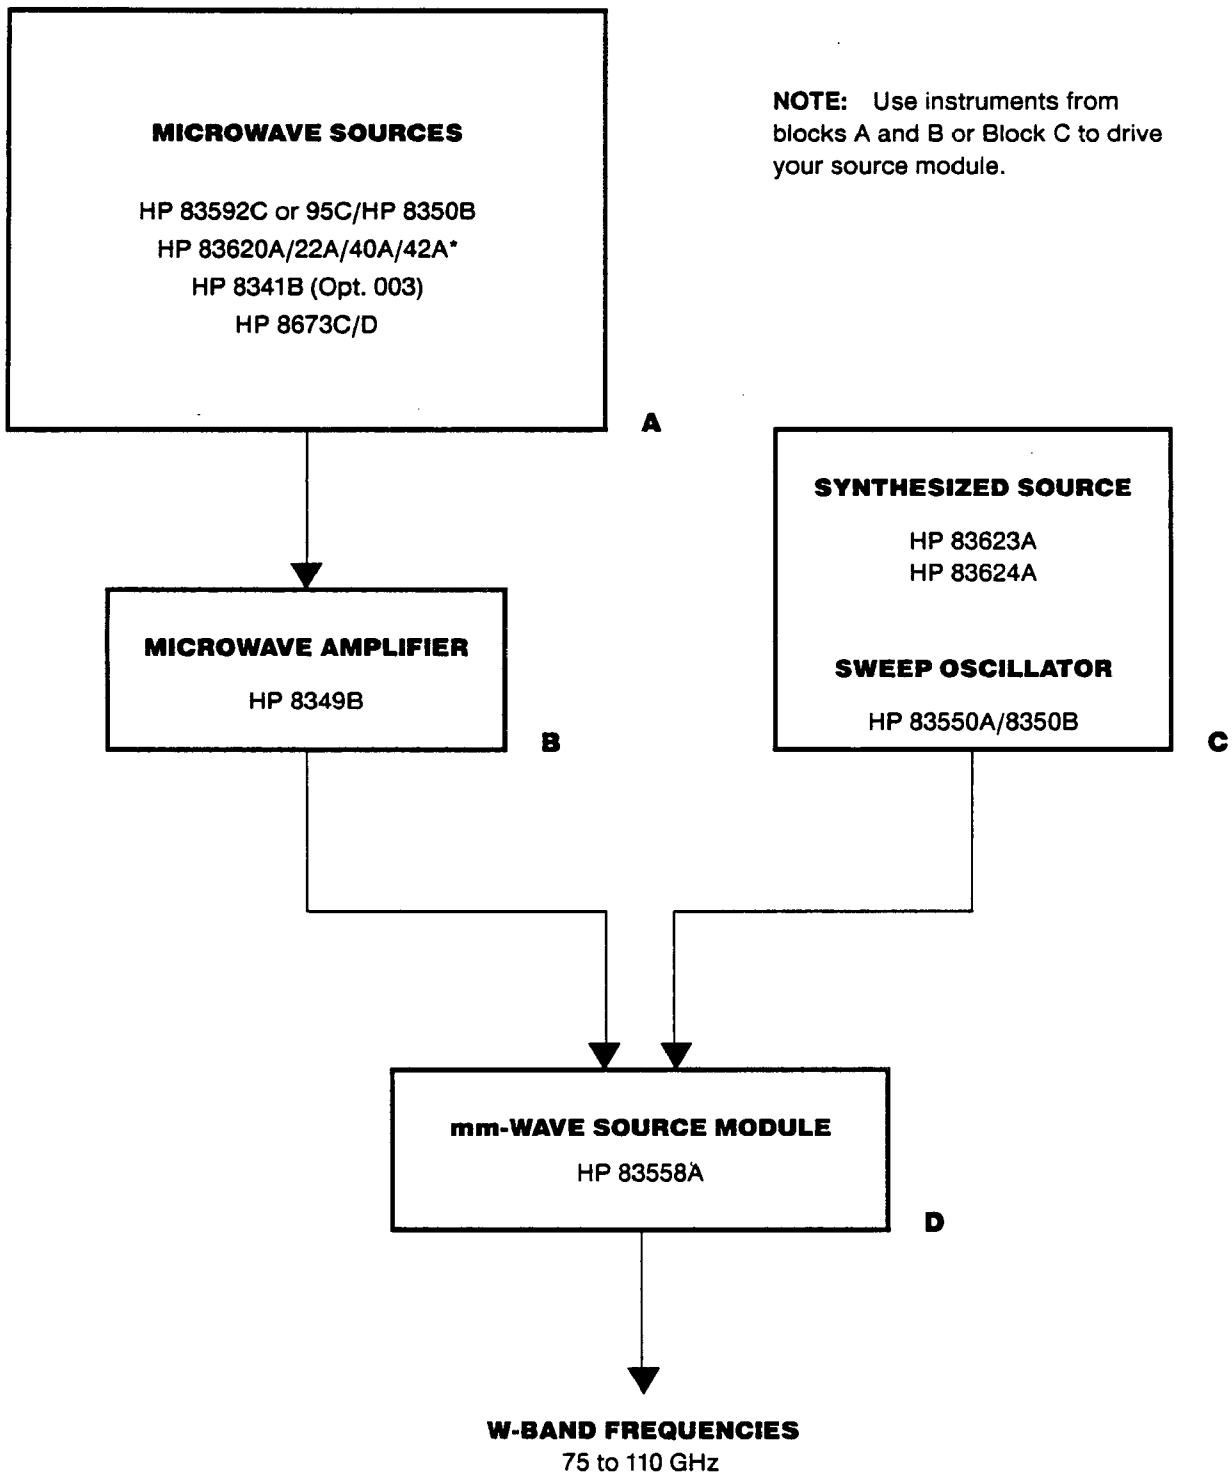 MICROWAVE SOURCES
HP 83592C or 95C/HP 8350B
HP 83620A/22A/40A/42A*
HP 8341B (Opt. 003)
HP 8673C/D
A
NOTE: Use instruments from
blocks A and B or Block C to drive
your source module.
MICROWAVE AMPLIFIER
HP 8349B
B
SYNTHESIZED SOURCE
HP 83623A
HP 83624A
SWEEP OSCILLATOR
HP 83550A/8350B
C
mm-WAVE SOURCE MODULE
HP 83558A
D
W-BAND FREQUENCIES
75 to 110 GHz